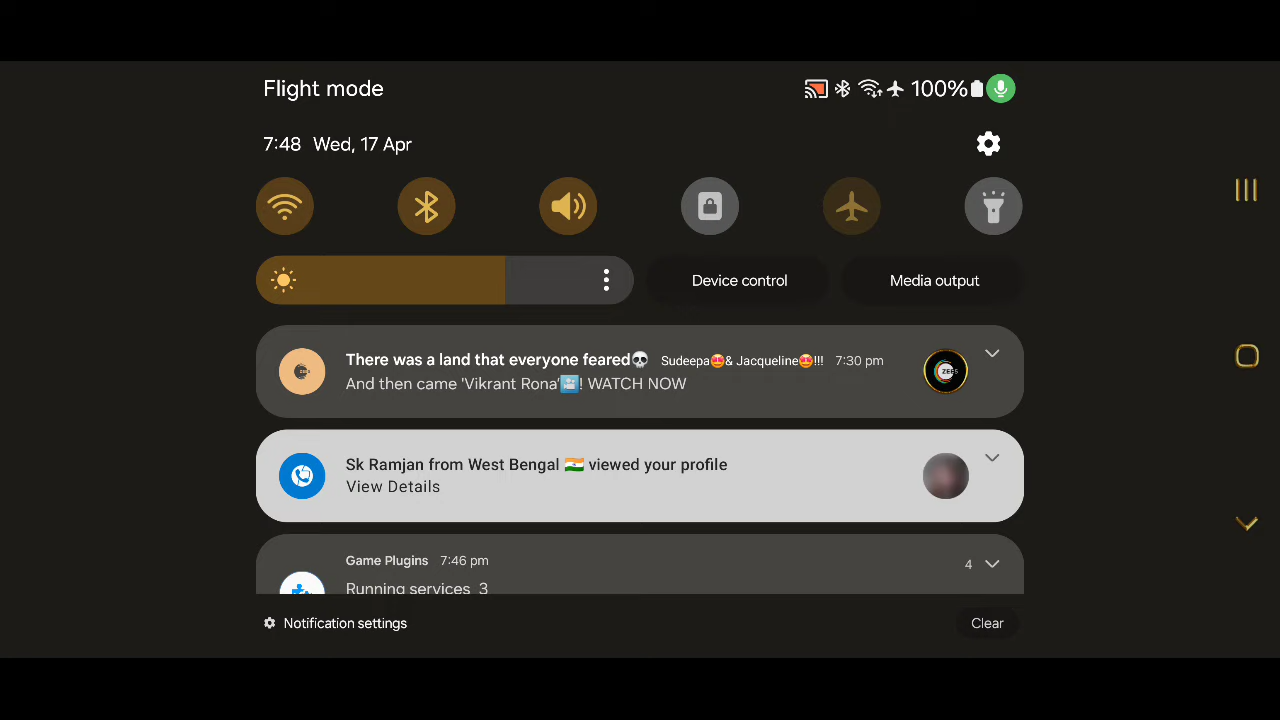 Flight mode
100%
7:48 Wed, 17 Apr
Device control
Media output
There was a land that everyone feared💀 Sudeepa🤩& Jacqueline🤩!!! 7:30 pm
And then came 'Vikrant Rona'🎦! WATCH NOW
ZEE5
Sk Ramjan from West Bengal 🇮🇳 viewed your profile
View Details
Game Plugins 7:46 pm
4
Running services 3
Notification settings
Clear